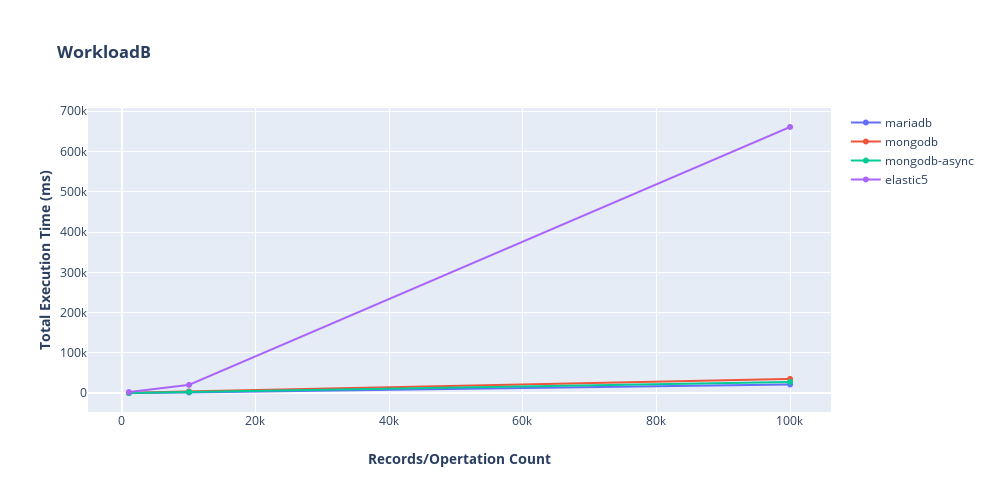 WorkloadB
700k
600k
500k
400k
300k
200k
100k
0
Total Execution Time (ms)
0
20k
40k
60k
80k
100k
Records/Opertation Count
mariadb
mongodb
mongodb-async
elastic5